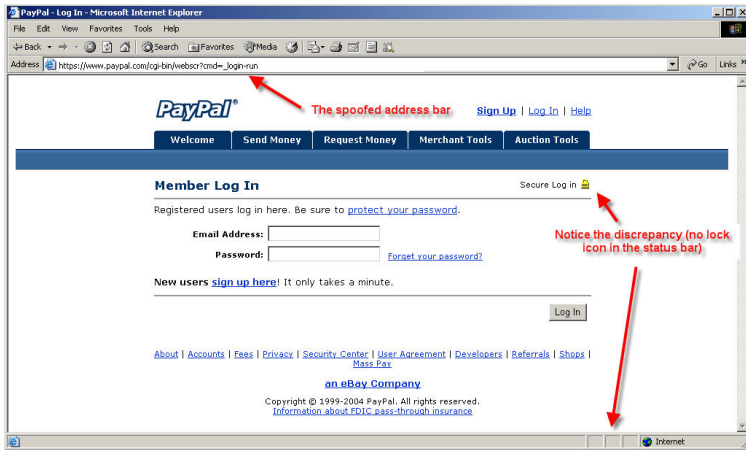 PayPal - Log In - Microsoft Internet Explorer
File Edit View Favorites Tools Help
Back Search Favorites Media
Address https://www.paypal.com/cgi-bin/webscr?cmd=_login-run Go Links »
PayPal® The spoofed address bar Sign Up | Log In | Help
Welcome Send Money Request Money Merchant Tools Auction Tools
Member Log In Secure Log in
Registered users log in here. Be sure to protect your password.
Notice the discrepancy (no lock
icon in the status bar)
Email Address:
Password: Forget your password?
New users sign up here! It only takes a minute.
Log In
About | Accounts | Fees | Privacy | Security Center | User Agreement | Developers | Referrals | Shops |
Mass Pay
an eBay Company
Copyright © 1999-2004 PayPal. All rights reserved.
Information about FDIC pass-through insurance
Internet